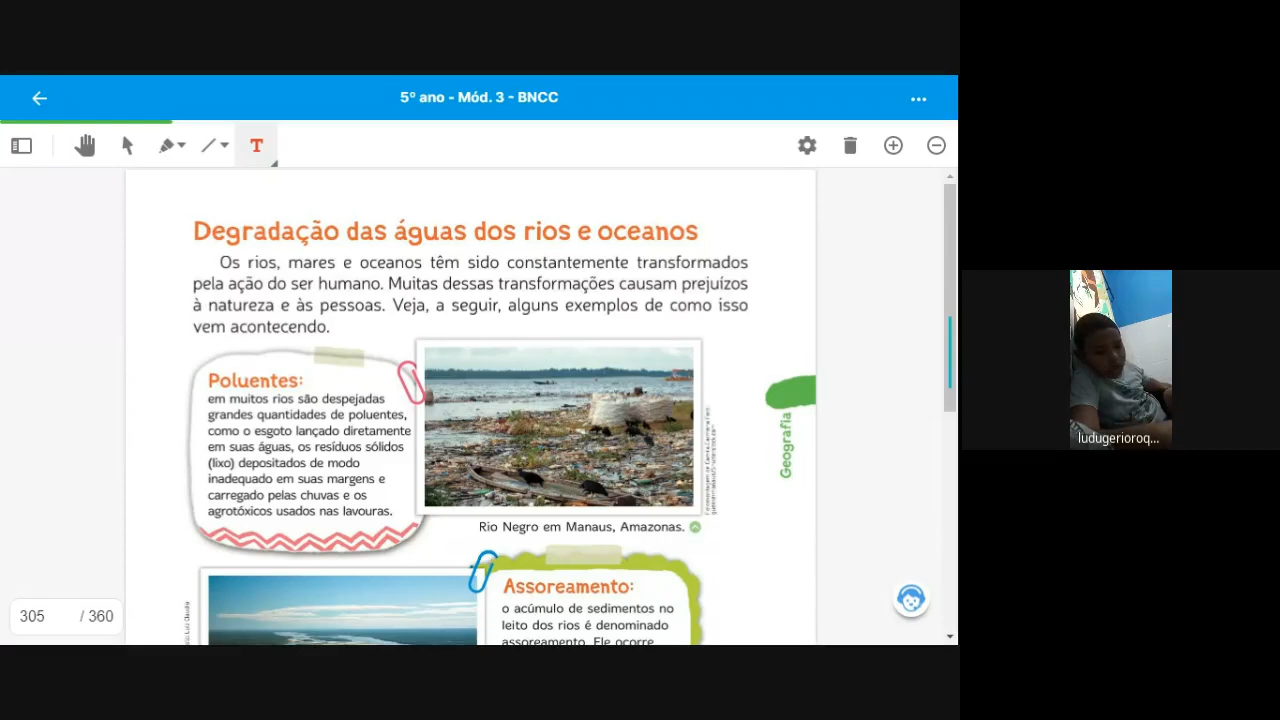 5º ano - Mód. 3 - BNCC
T
Degradação das águas dos rios e oceanos
Os rios, mares e oceanos têm sido constantemente transformados
pela ação do ser humano. Muitas dessas transformações causam prejuízos
à natureza e às pessoas. Veja, a seguir, alguns exemplos de como isso
vem acontecendo.
Poluentes:
em muitos rios são despejadas
grandes quantidades de poluentes,
como o esgoto lançado diretamente
em suas águas, os resíduos sólidos
(lixo) depositados de modo
inadequado em suas margens e
carregado pelas chuvas e os
agrotóxicos usados nas lavouras.
Rio Negro em Manaus, Amazonas.
Geografia
Assoreamento:
o acúmulo de sedimentos no
leito dos rios é denominado
assoreamento. Ele ocorre
305 / 360
ludugerioroq...